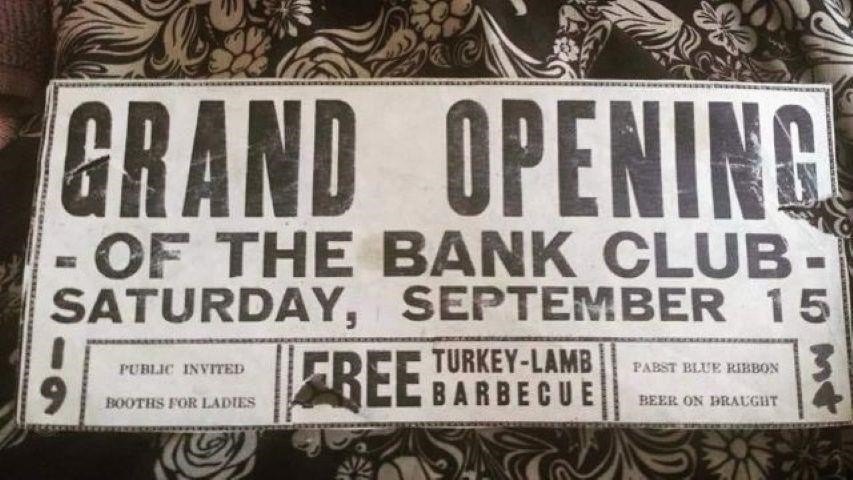 GRAND OPENING
- OF THE BANK CLUB -
SATURDAY, SEPTEMBER 15
19
PUBLIC INVITED
BOOTHS FOR LADIES
FREE
TURKEY-LAMB
BARBECUE
PABST BLUE RIBBON
BEER ON DRAUGHT
34